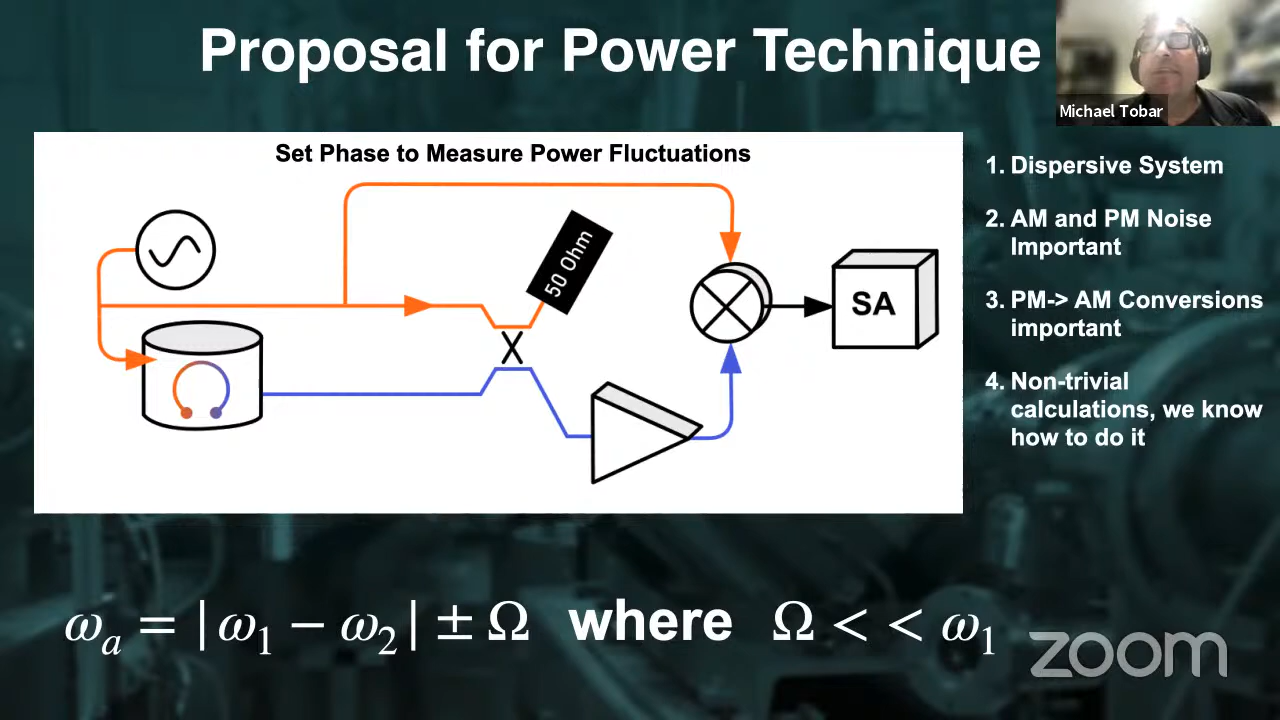 Proposal for Power Technique
Michael Tobar
Set Phase to Measure Power Fluctuations
50 Ohm
SA
1. Dispersive System
2. AM and PM Noise
Important
3. PM-> AM Conversions
important
4. Non-trivial
calculations, we know
how to do it
ωₐ = |ω₁ − ω₂| ± Ω where Ω < < ω₁
zoom